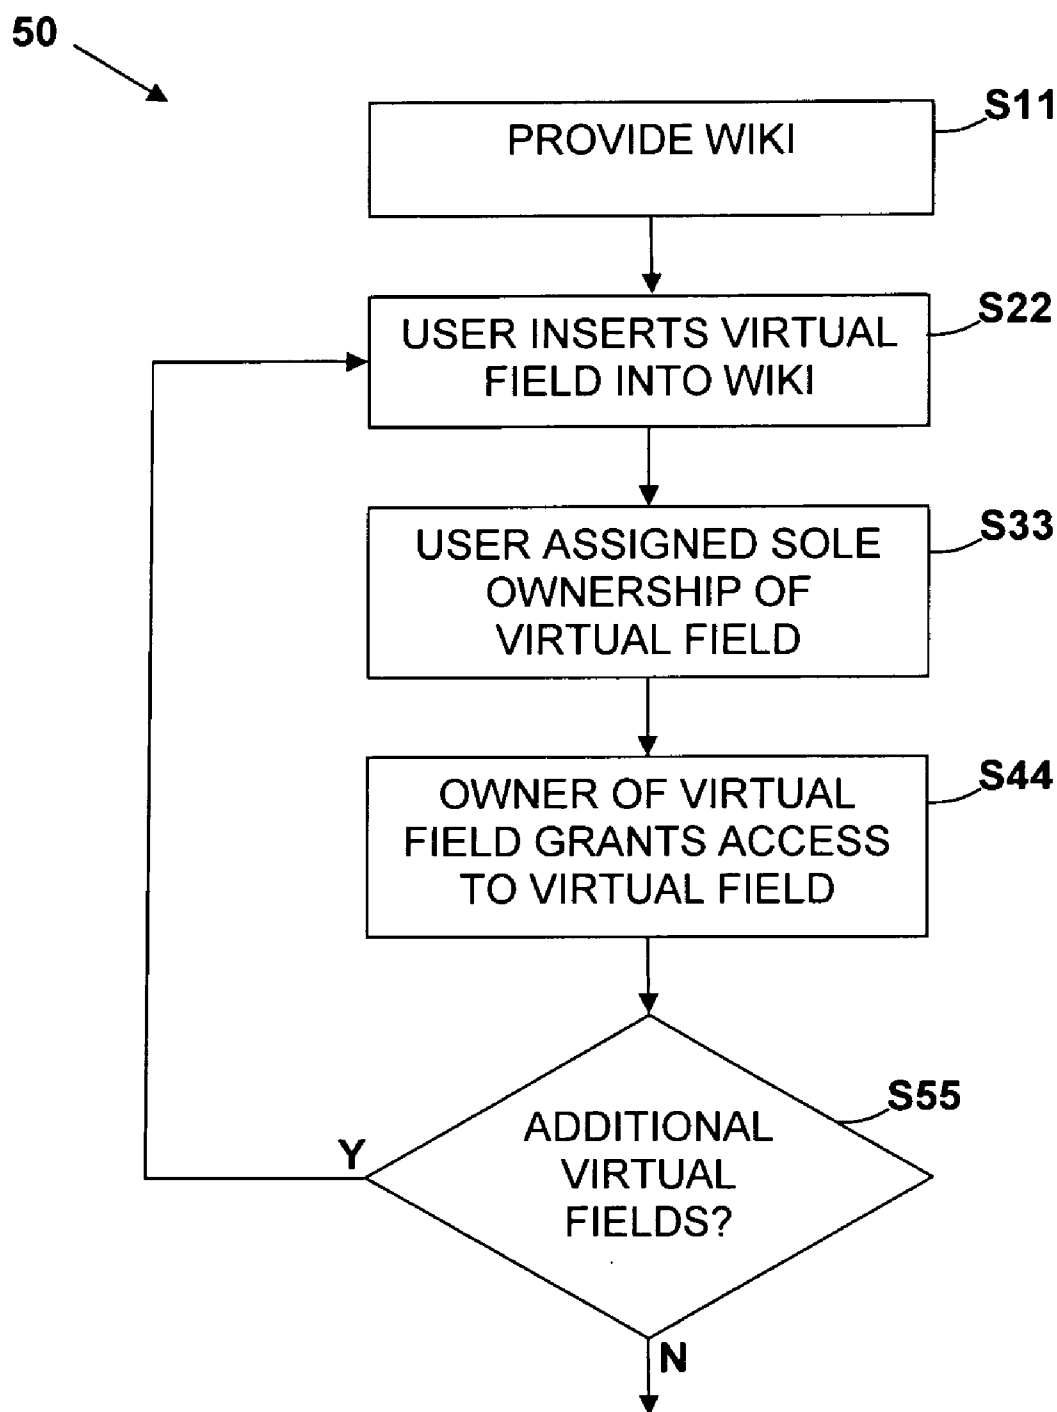 50
S11
PROVIDE WIKI
S22
USER INSERTS VIRTUAL
FIELD INTO WIKI
S33
USER ASSIGNED SOLE
OWNERSHIP OF
VIRTUAL FIELD
S44
OWNER OF VIRTUAL
FIELD GRANTS ACCESS
TO VIRTUAL FIELD
S55
ADDITIONAL
VIRTUAL
FIELDS?
Y
N